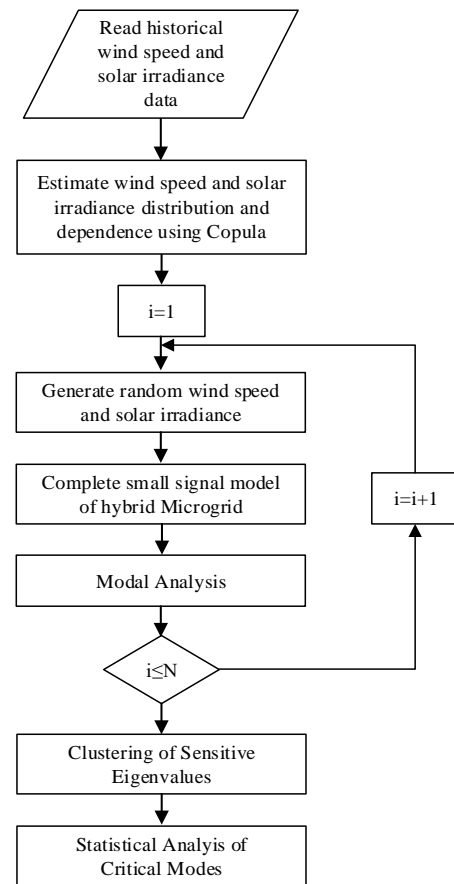 Read historical
wind speed and
solar irradiance
data
Estimate wind speed and solar
irradiance distribution and
dependence using Copula
i=1
Generate random wind speed
and solar irradiance
Complete small signal model
of hybrid Microgrid
i=i+1
Modal Analysis
i≤N
Clustering of Sensitive
Eigenvalues
Statistical Analyis of
Critical Modes